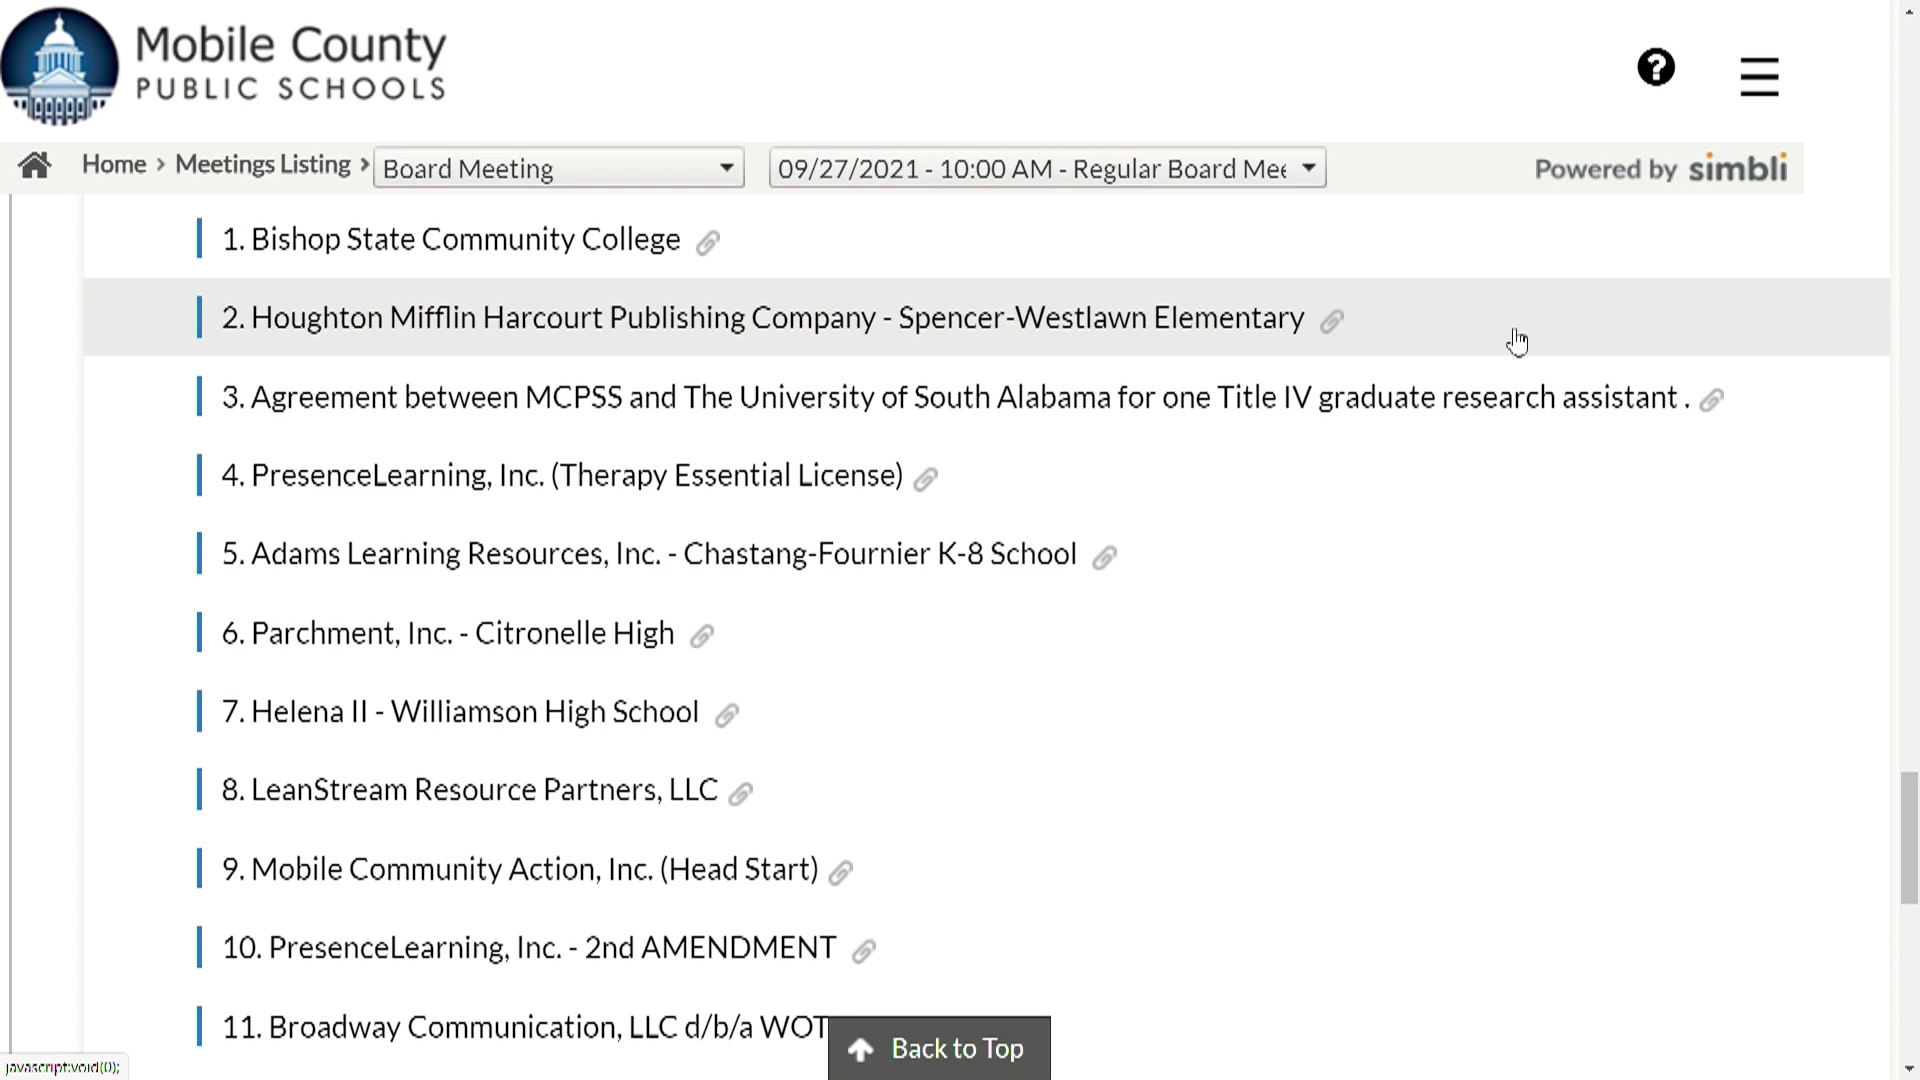 Mobile County
PUBLIC SCHOOLS
?
Home > Meetings Listing > Board Meeting 09/27/2021 - 10:00 AM - Regular Board Mee Powered by simbli
1. Bishop State Community College
2. Houghton Mifflin Harcourt Publishing Company - Spencer-Westlawn Elementary
3. Agreement between MCPSS and The University of South Alabama for one Title IV graduate research assistant .
4. PresenceLearning, Inc. (Therapy Essential License)
5. Adams Learning Resources, Inc. - Chastang-Fournier K-8 School
6. Parchment, Inc. - Citronelle High
7. Helena II - Williamson High School
8. LeanStream Resource Partners, LLC
9. Mobile Community Action, Inc. (Head Start)
10. PresenceLearning, Inc. - 2nd AMENDMENT
11. Broadway Communication, LLC d/b/a WOT
Back to Top
javascript:void(0);